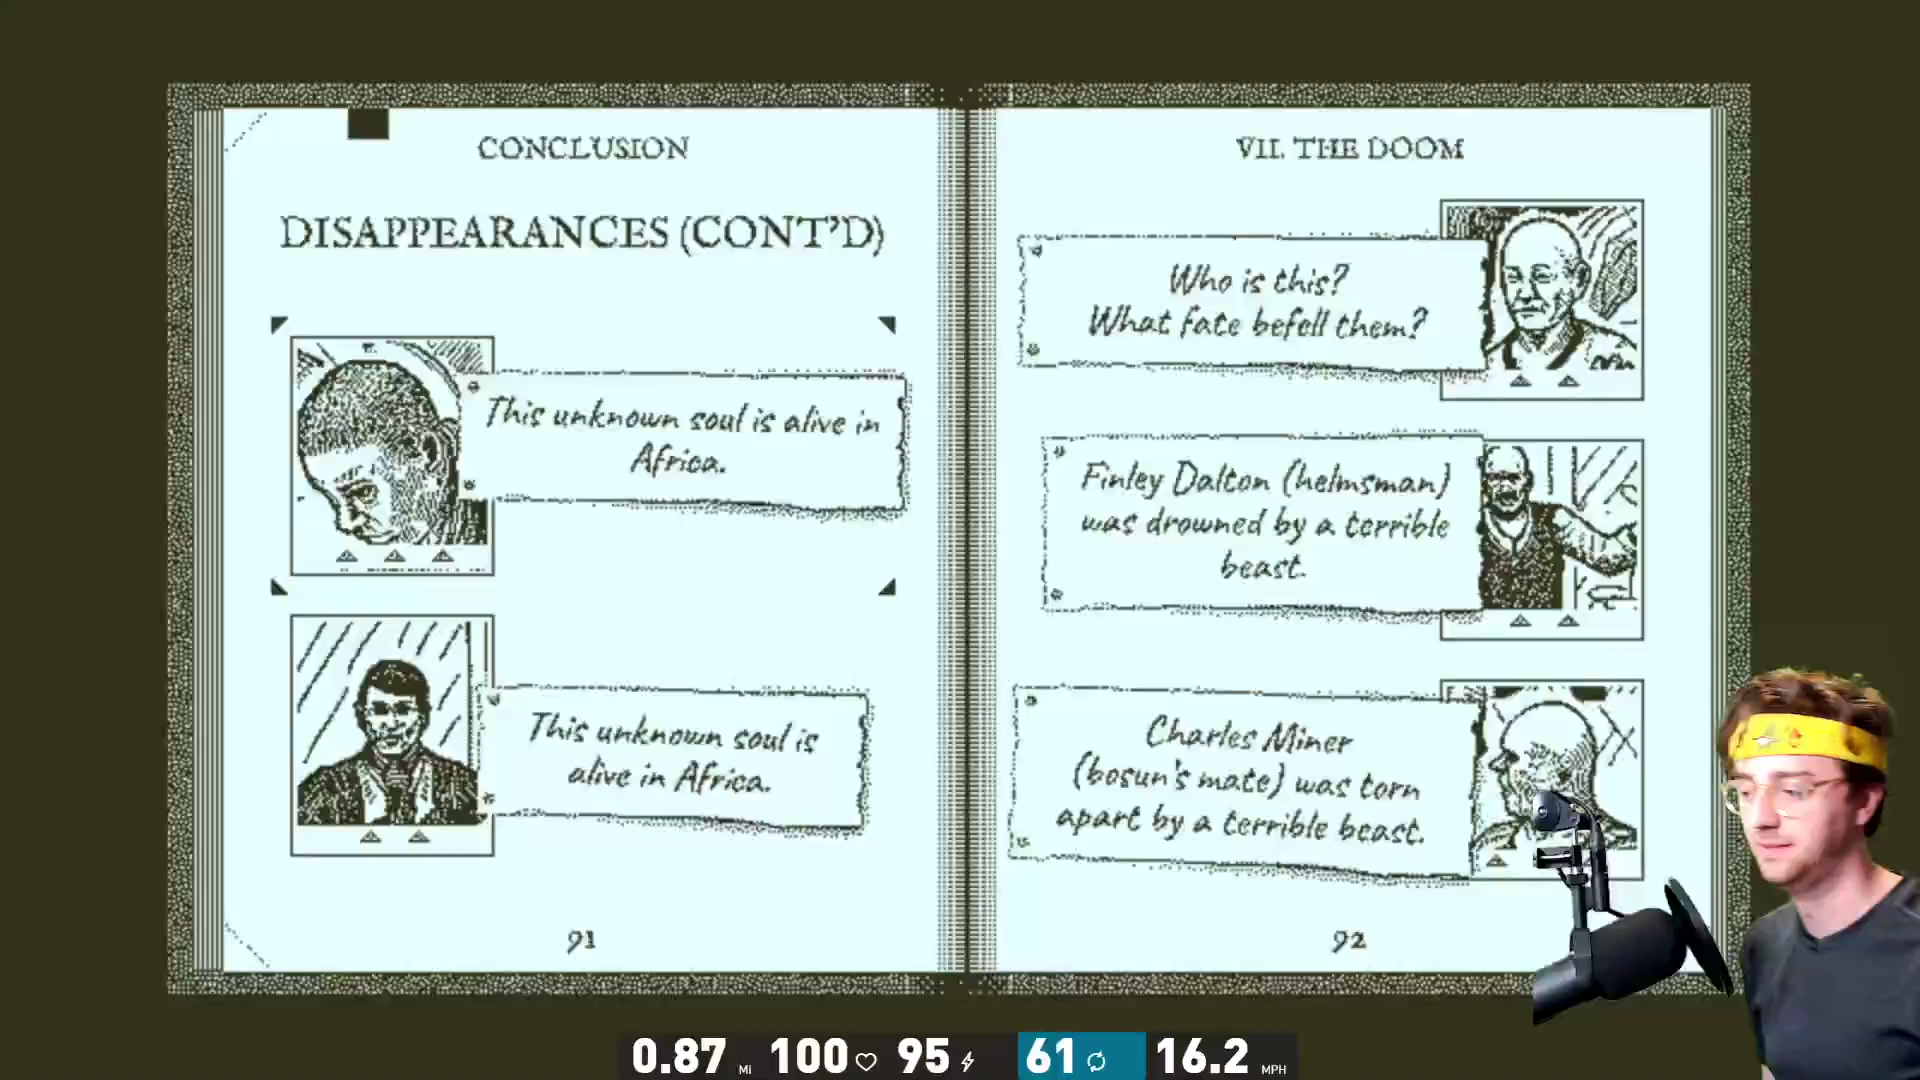 CONCLUSION
DISAPPEARANCES (CONT'D)
This unknown soul is alive in
Africa.
This unknown soul is
alive in Africa.
91
VII. THE DOOM
Who is this?
What fate befell them?
Finley Dalton (helmsman)
was drowned by a terrible
beast.
Charles Miner
(bosun's mate) was torn
apart by a terrible beast.
92
0.87 MI 100 95 61 16.2 MPH